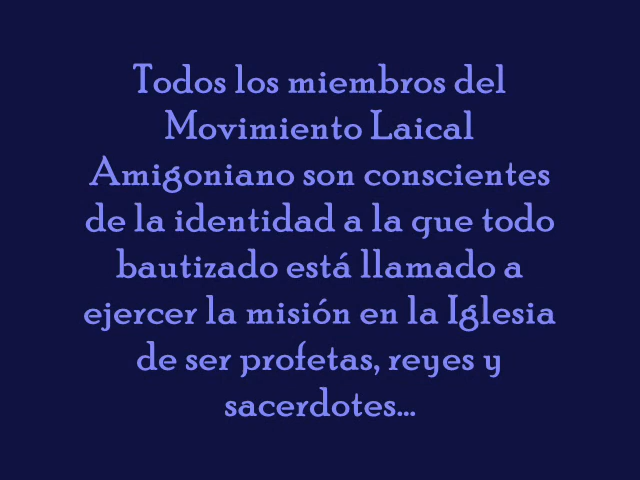 Todos los miembros del
Movimiento Laical
Amigoniano son conscientes
de la identidad a la que todo
bautizado está llamado a
ejercer la misión en la Iglesia
de ser profetas, reyes y
sacerdotes...